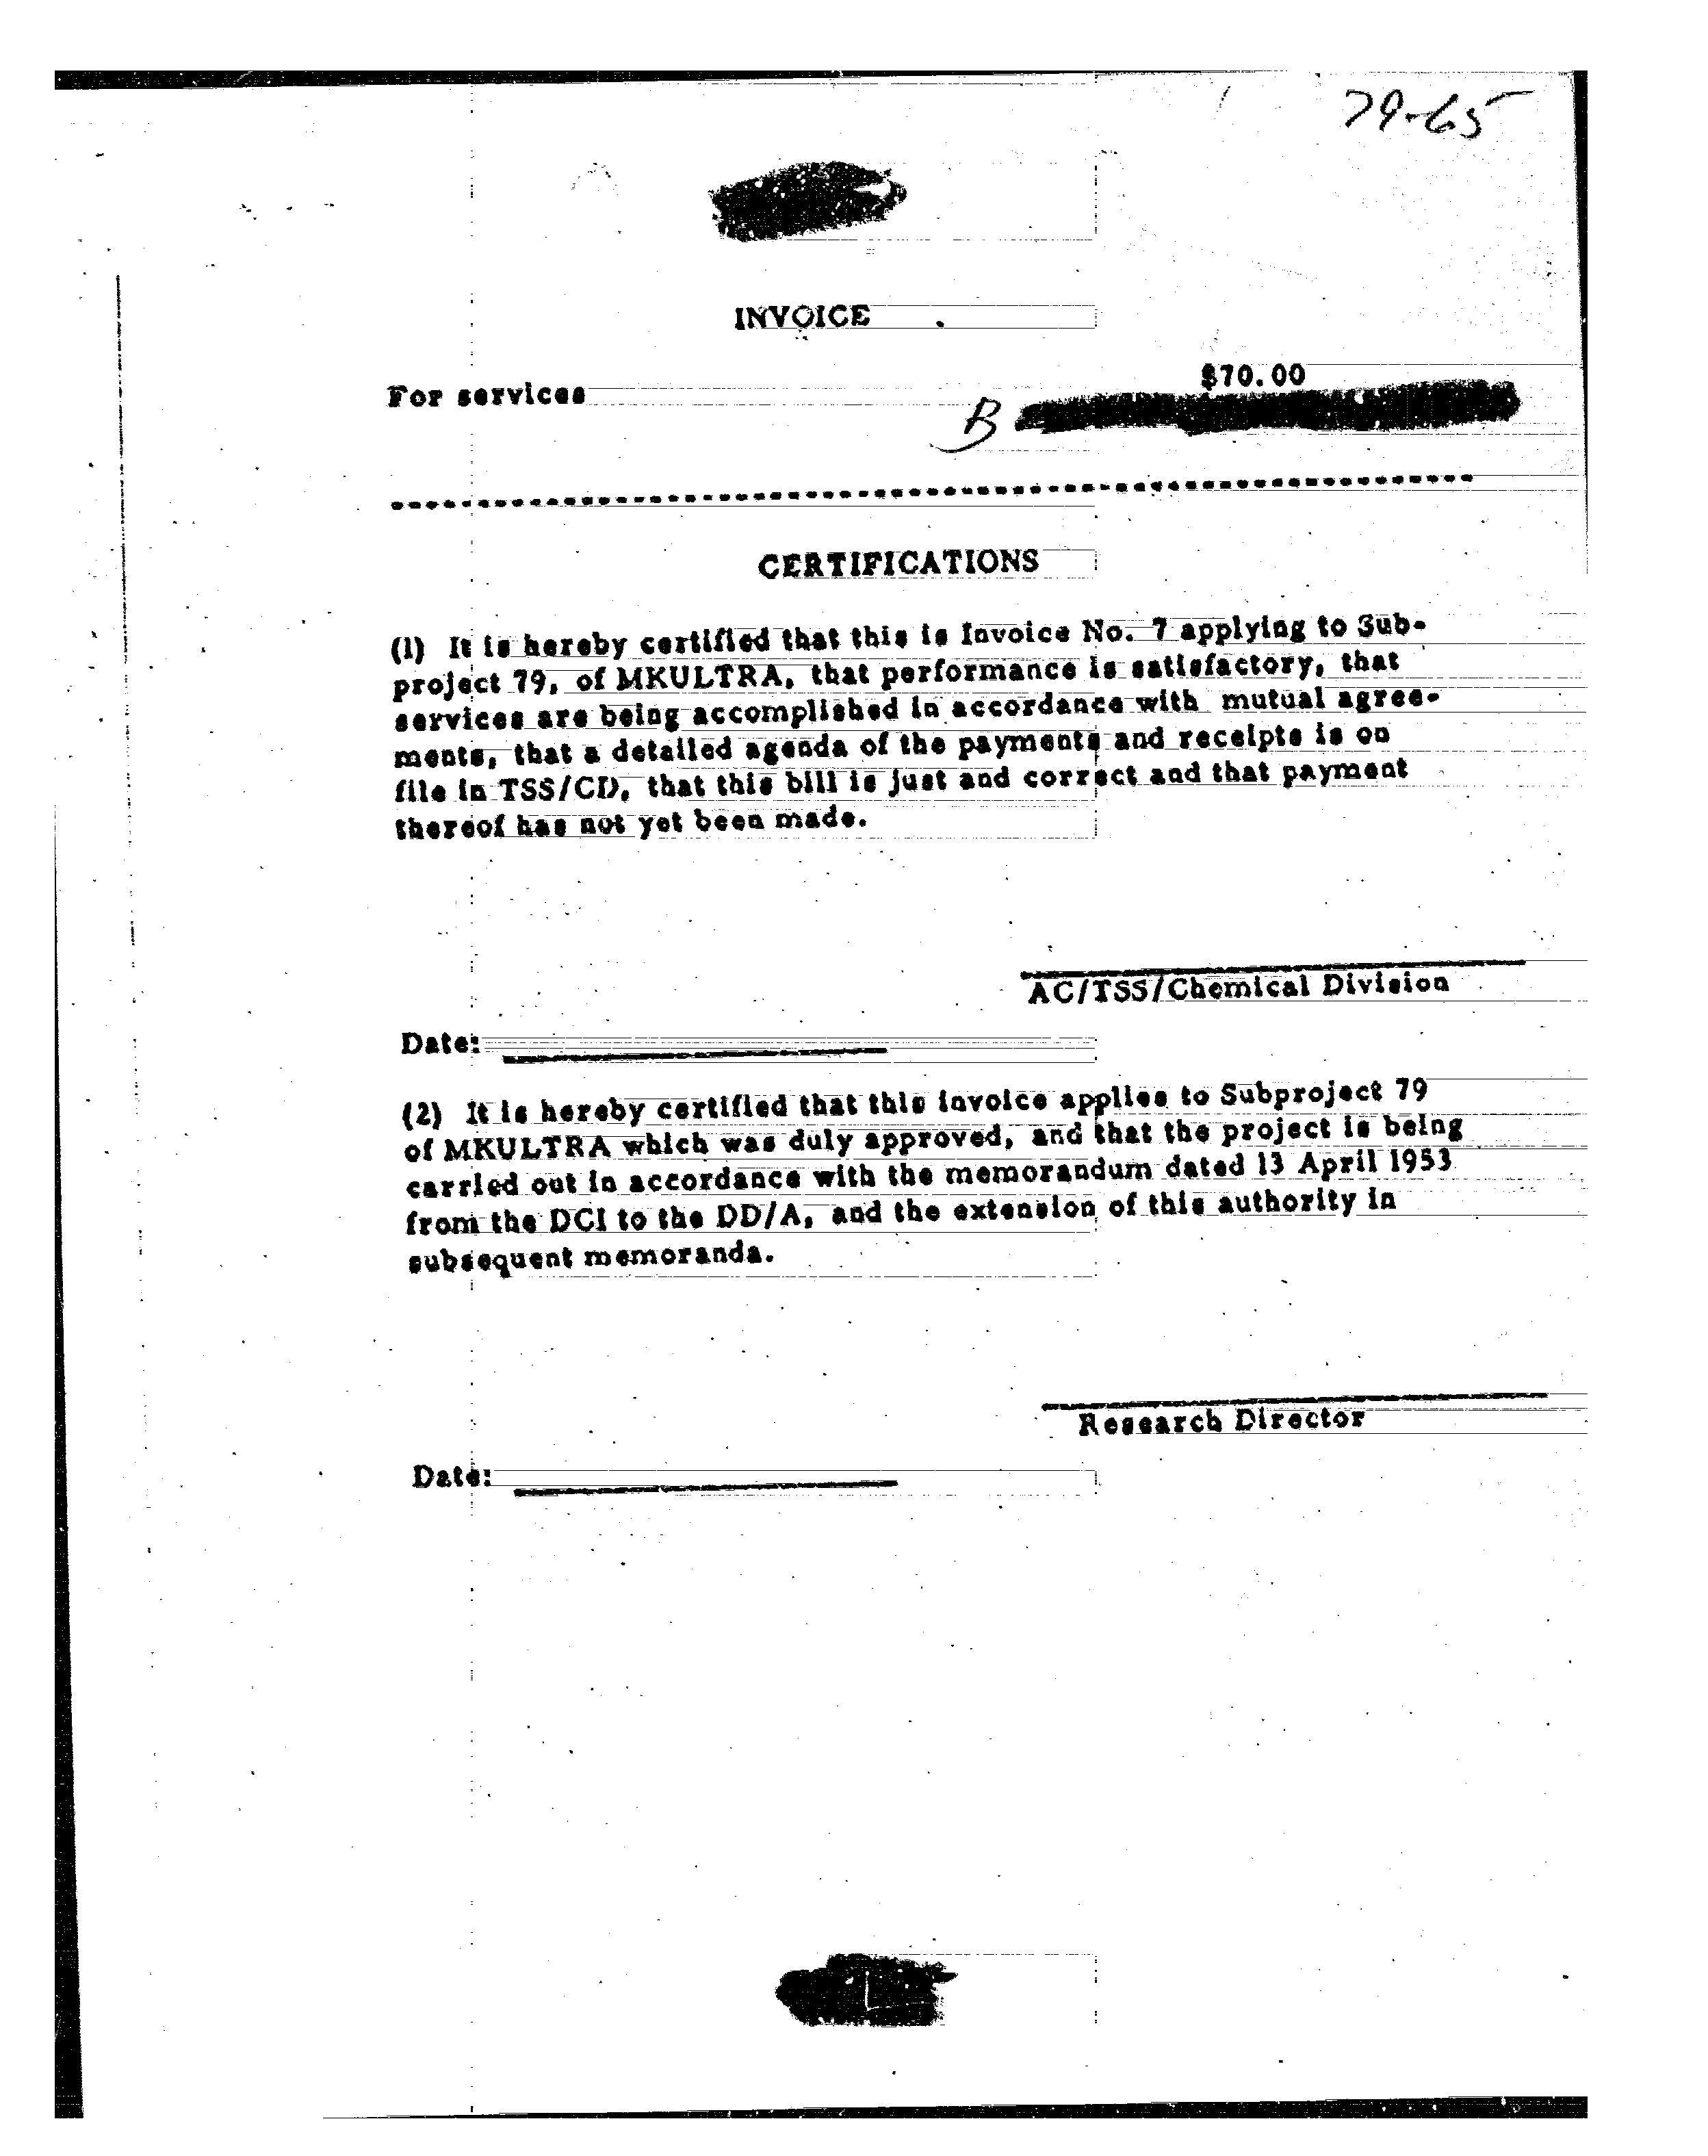 79-65
INVOICE
For services $70.00
B
CERTIFICATIONS
(1) It is hereby certified that this is Invoice No. 7 applying to Sub-
project 79, of MKULTRA, that performance is satisfactory, that
services are being accomplished in accordance with mutual agree-
ments, that a detailed agenda of the payments and receipts is on
file in TSS/CD, that this bill is just and correct and that payment
thereof has not yet been made.
AC/TSS/Chemical Division
Date:
(2) It is hereby certified that this invoice applies to Subproject 79
of MKULTRA which was duly approved, and that the project is being
carried out in accordance with the memorandum dated 13 April 1953
from the DCI to the DD/A, and the extension of this authority in
subsequent memoranda.
Research Director
Date: